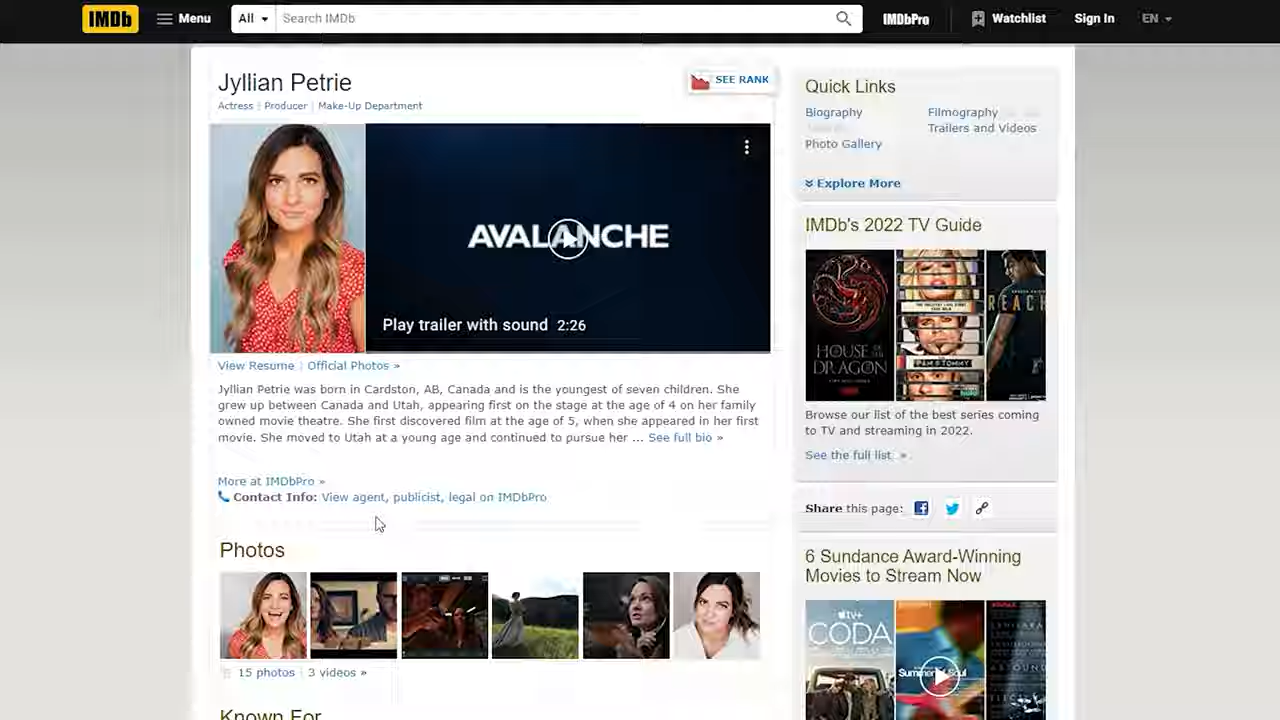 IMDb
Menu
All
Search IMDb
IMDbPro
Watchlist
Sign In
EN
Jyllian Petrie
SEE RANK
Actress | Producer | Make-Up Department
AVALANCHE
Play trailer with sound 2:26
View Resume | Official Photos »
Jyllian Petrie was born in Cardston, AB, Canada and is the youngest of seven children. She
grew up between Canada and Utah, appearing first on the stage at the age of 4 on her family
owned movie theatre. She first discovered film at the age of 5, when she appeared in her first
movie. She moved to Utah at a young age and continued to pursue her ... See full bio »
More at IMDbPro »
Contact Info: View agent, publicist, legal on IMDbPro
Photos
15 photos | 3 videos »
Known For
Quick Links
Biography
Filmography
Trailers and Videos
Photo Gallery
Explore More
IMDb's 2022 TV Guide
HOUSE
OF THE
DRAGON
PAM & TOMMY
hulu
REACH
Browse our list of the best series coming
to TV and streaming in 2022.
See the full list »
Share this page:
6 Sundance Award-Winning
Movies to Stream Now
tv+
CODA
Summer of Soul